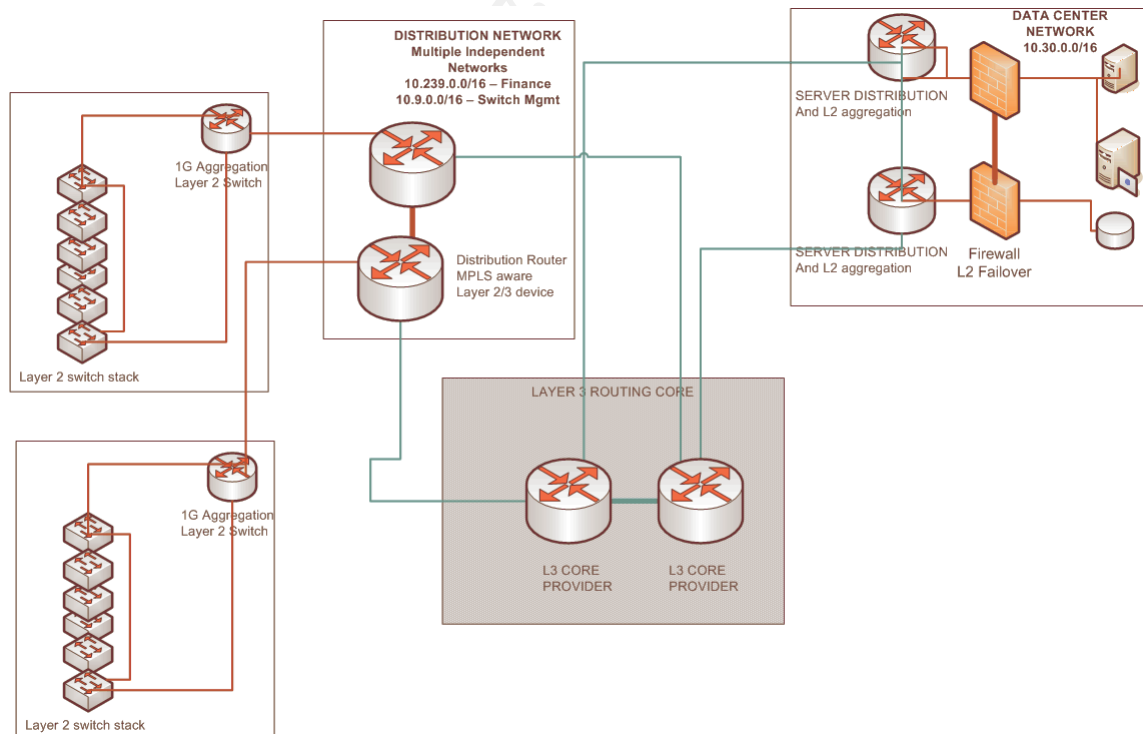 DISTRIBUTION NETWORK
Multiple Independent
Networks
10.239.0.0/16 – Finance
10.9.0.0/16 – Switch Mgmt
DATA CENTER
NETWORK
10.30.0.0/16
SERVER DISTRIBUTION
And L2 aggregation
1G Aggregation
Layer 2 Switch
Distribution Router
MPLS aware
Layer 2/3 device
SERVER DISTRIBUTION
And L2 aggregation
Firewall
L2 Failover
Layer 2 switch stack
LAYER 3 ROUTING CORE
1G Aggregation
Layer 2 Switch
L3 CORE
PROVIDER
L3 CORE
PROVIDER
Layer 2 switch stack